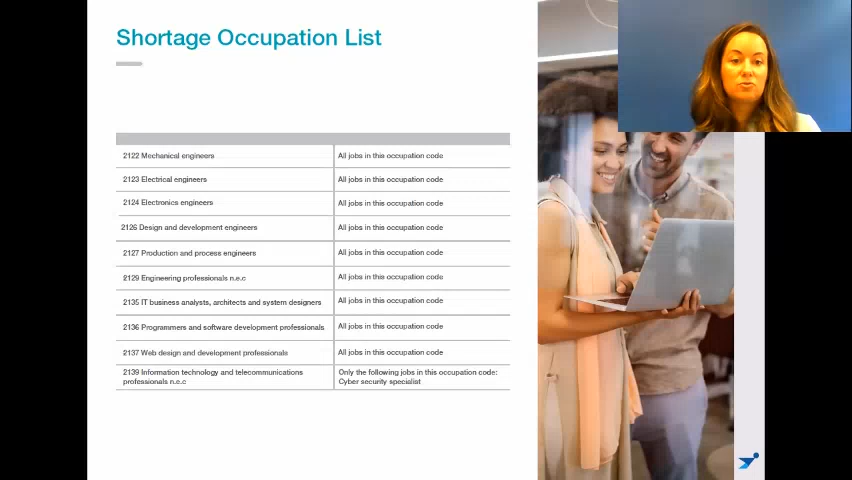 Shortage Occupation List
2122 Mechanical engineers
All jobs in this occupation code
2123 Electrical engineers
All jobs in this occupation code
2124 Electronics engineers
All jobs in this occupation code
2126 Design and development engineers
All jobs in this occupation code
2127 Production and process engineers
All jobs in this occupation code
2129 Engineering professionals n.e.c
All jobs in this occupation code
2135 IT business analysts, architects and system designers
All jobs in this occupation code
2136 Programmers and software development professionals
All jobs in this occupation code
2137 Web design and development professionals
All jobs in this occupation code
2139 Information technology and telecommunications
professionals n.e.c
Only the following jobs in this occupation code:
Cyber security specialist